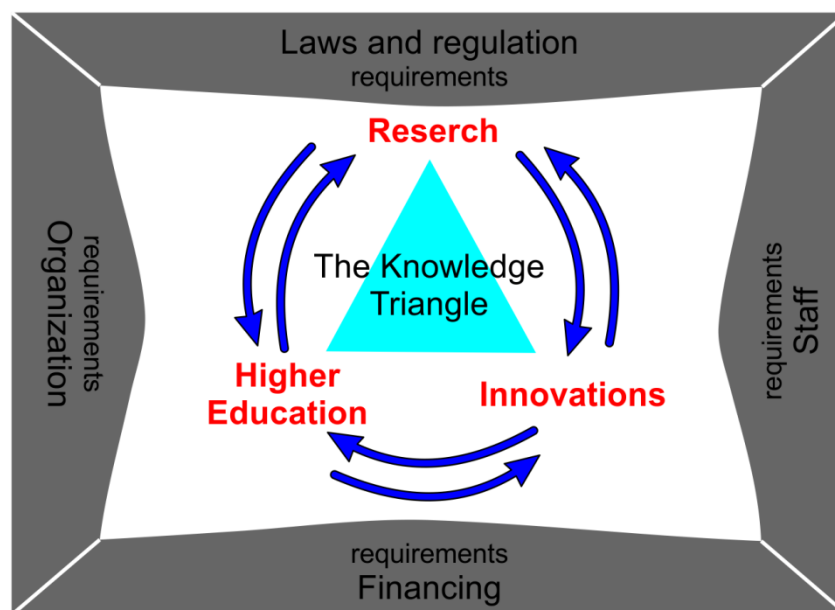 Laws and regulation
requirements
Reserch
The Knowledge
Triangle
Higher
Education
Innovations
Organization
requirements
requirements
Staff
requirements
Financing